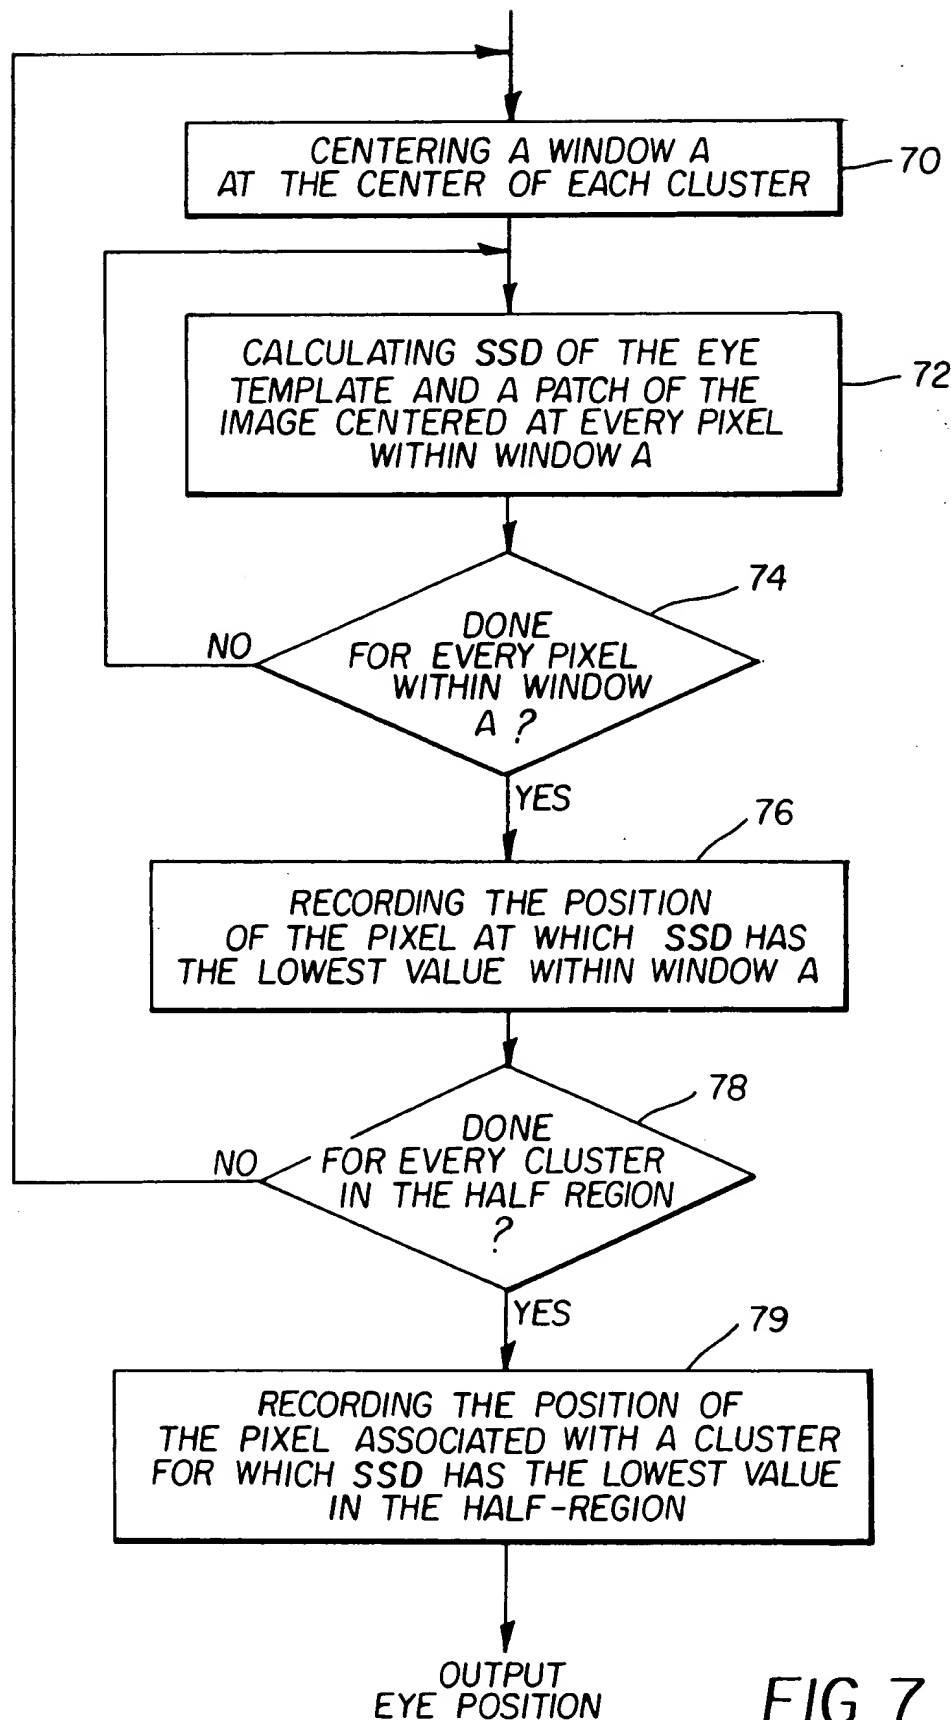 CENTERING A WINDOW A
AT THE CENTER OF EACH CLUSTER
70
CALCULATING SSD OF THE EYE
TEMPLATE AND A PATCH OF THE
IMAGE CENTERED AT EVERY PIXEL
WITHIN WINDOW A
72
74
DONE
FOR EVERY PIXEL
WITHIN WINDOW
A ?
NO
YES
76
RECORDING THE POSITION
OF THE PIXEL AT WHICH SSD HAS
THE LOWEST VALUE WITHIN WINDOW A
78
DONE
FOR EVERY CLUSTER
IN THE HALF REGION
?
NO
YES
79
RECORDING THE POSITION OF
THE PIXEL ASSOCIATED WITH A CLUSTER
FOR WHICH SSD HAS THE LOWEST VALUE
IN THE HALF-REGION
OUTPUT
EYE POSITION
FIG 7